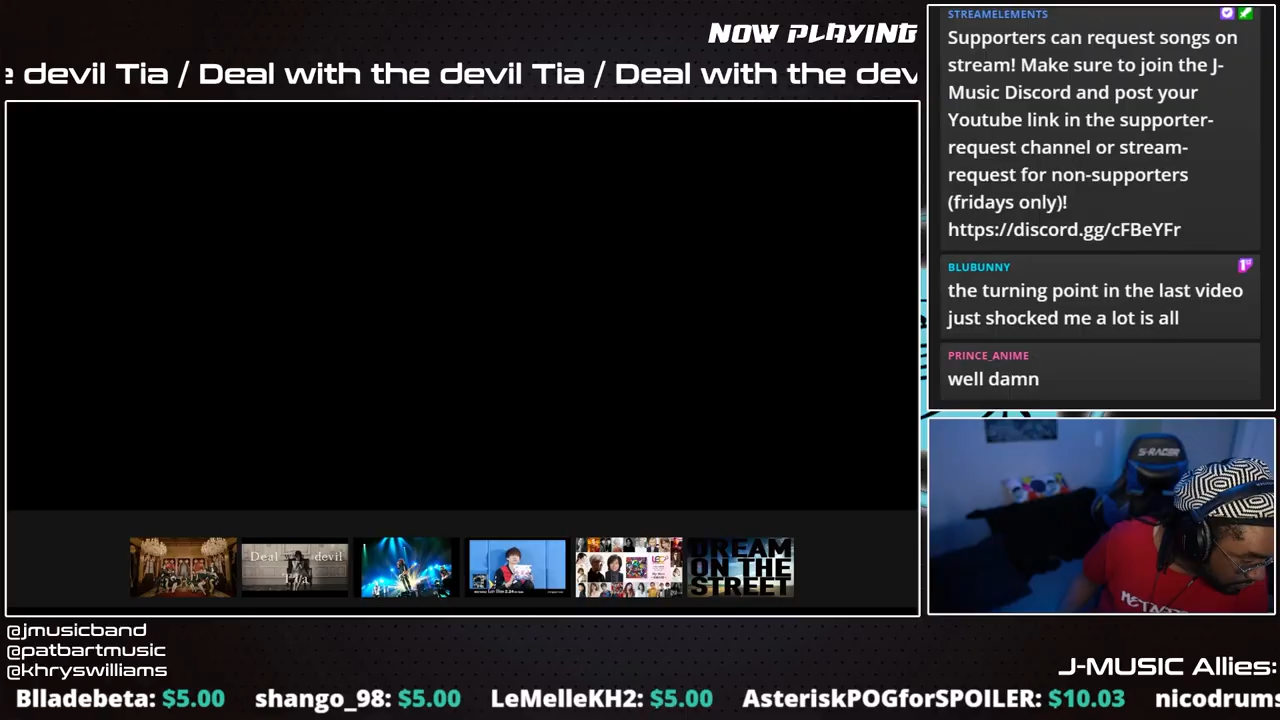 NOW PLAYING
e devil Tia / Deal with the devil Tia / Deal with the dev
STREAMELEMENTS
Supporters can request songs on
stream! Make sure to join the J-
Music Discord and post your
Youtube link in the supporter-
request channel or stream-
request for non-supporters
(fridays only)!
https://discord.gg/cFBeYFr
BLUBUNNY
the turning point in the last video
just shocked me a lot is all
PRINCE_ANIME
well damn
S-RACER
Deal devil
Tia
DREAM
ON THE
STREET
@jmusicband
@patbartmusic
@khryswilliams
J-MUSIC Allies:
Blladebeta: $5.00 shango_98: $5.00 LeMelleKH2: $5.00 AsteriskPOGforSPOILER: $10.03 nicodrums